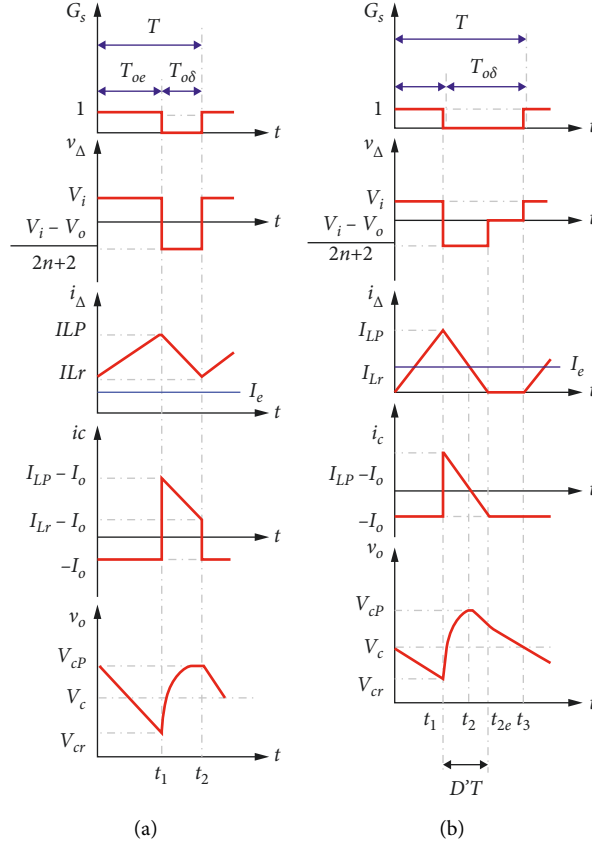 G_s
T
T_oe T_oδ
1
t
v_Δ
V_i
t
V_i – V_o
2n+2
i_Δ
ILP
ILr
I_e
t
ic
I_LP – I_o
I_Lr – I_o
t
–I_o
v_o
V_cP
V_c
V_cr
t_1 t_2
t
(a)
G_s
T
T_oδ
1
t
v_Δ
V_i
t
V_i – V_o
2n+2
i_Δ
I_LP
I_e
I_Lr
t
i_c
I_LP –I_o
t
–I_o
v_o
V_cP
V_c
V_cr
t
t_1 t_2 t_2e t_3
D’T
(b)